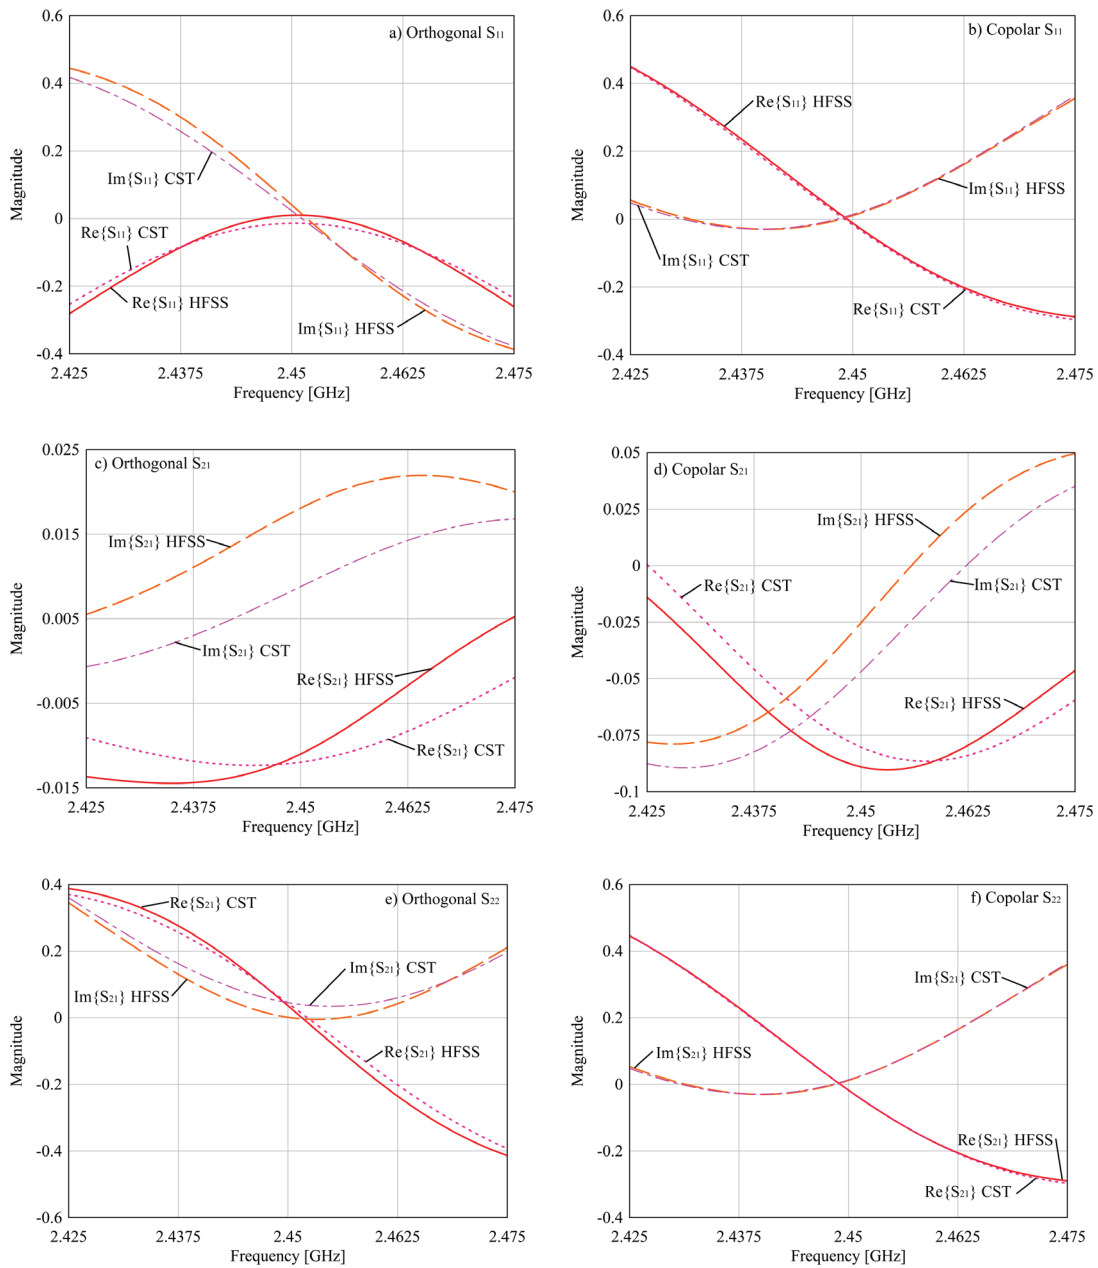 a) Orthogonal S11
0.6
0.4
0.2
0
-0.2
-0.4
Magnitude
Im{S11} CST
Re{S11} CST
Re{S11} HFSS
Im{S11} HFSS
2.425 2.4375 2.45 2.4625 2.475
Frequency [GHz]
b) Copolar S11
0.6
0.4
0.2
0
-0.2
-0.4
Magnitude
Re{S11} HFSS
Im{S11} HFSS
Im{S11} CST
Re{S11} CST
2.425 2.4375 2.45 2.4625 2.475
Frequency [GHz]
c) Orthogonal S21
0.025
0.015
0.005
-0.005
-0.015
Magnitude
Im{S21} HFSS
Im{S21} CST
Re{S21} HFSS
Re{S21} CST
2.425 2.4375 2.45 2.4625 2.475
Frequency [GHz]
d) Copolar S21
0.05
0.025
0
-0.025
-0.05
-0.075
-0.1
Magnitude
Im{S21} HFSS
Re{S21} CST
Im{S21} CST
Re{S21} HFSS
2.425 2.4375 2.45 2.4625 2.475
Frequency [GHz]
e) Orthogonal S22
0.4
0.2
0
-0.2
-0.4
-0.6
Magnitude
Re{S21} CST
Im{S21} CST
Im{S21} HFSS
Re{S21} HFSS
2.425 2.4375 2.45 2.4625 2.475
Frequency [GHz]
f) Copolar S22
0.6
0.4
0.2
0
-0.2
-0.4
Magnitude
Im{S21} CST
Im{S21} HFSS
Re{S21} HFSS
Re{S21} CST
2.425 2.4375 2.45 2.4625 2.475
Frequency [GHz]